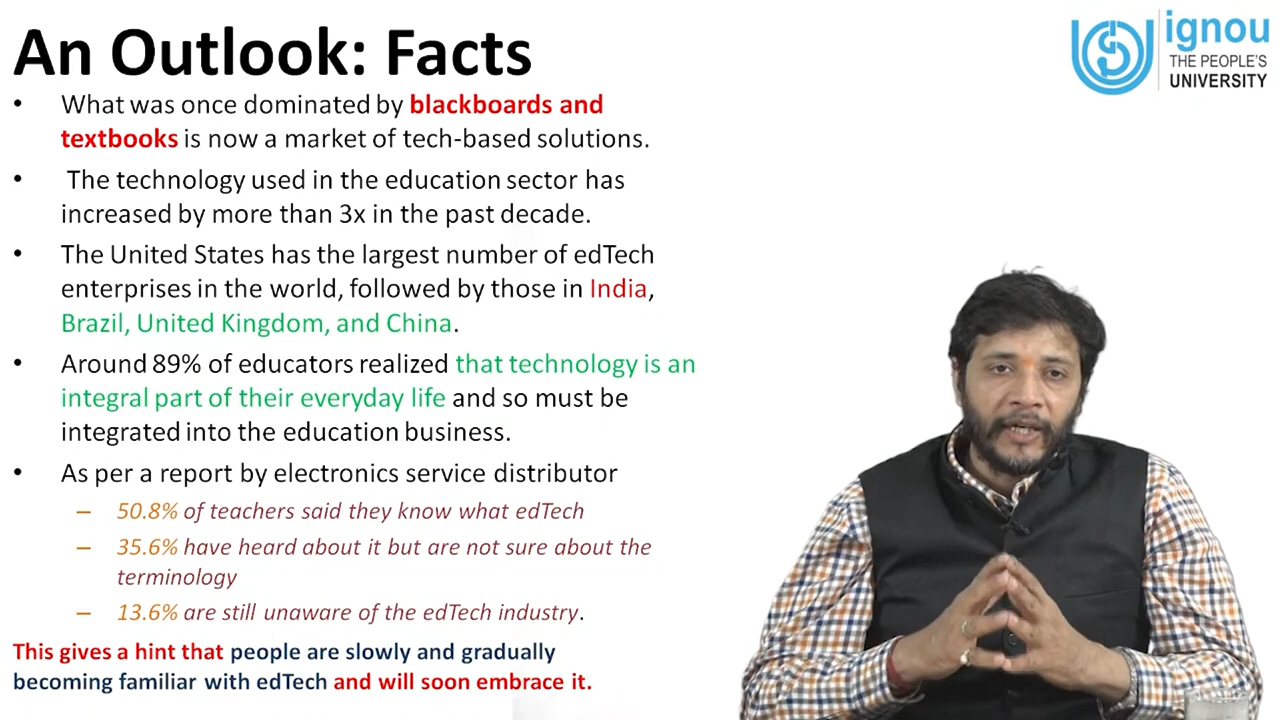 An Outlook: Facts
ignou
THE PEOPLE'S
UNIVERSITY
• What was once dominated by blackboards and
textbooks is now a market of tech-based solutions.
• The technology used in the education sector has
increased by more than 3x in the past decade.
• The United States has the largest number of edTech
enterprises in the world, followed by those in India,
Brazil, United Kingdom, and China.
• Around 89% of educators realized that technology is an
integral part of their everyday life and so must be
integrated into the education business.
• As per a report by electronics service distributor
– 50.8% of teachers said they know what edTech
– 35.6% have heard about it but are not sure about the
terminology
– 13.6% are still unaware of the edTech industry.
This gives a hint that people are slowly and gradually
becoming familiar with edTech and will soon embrace it.